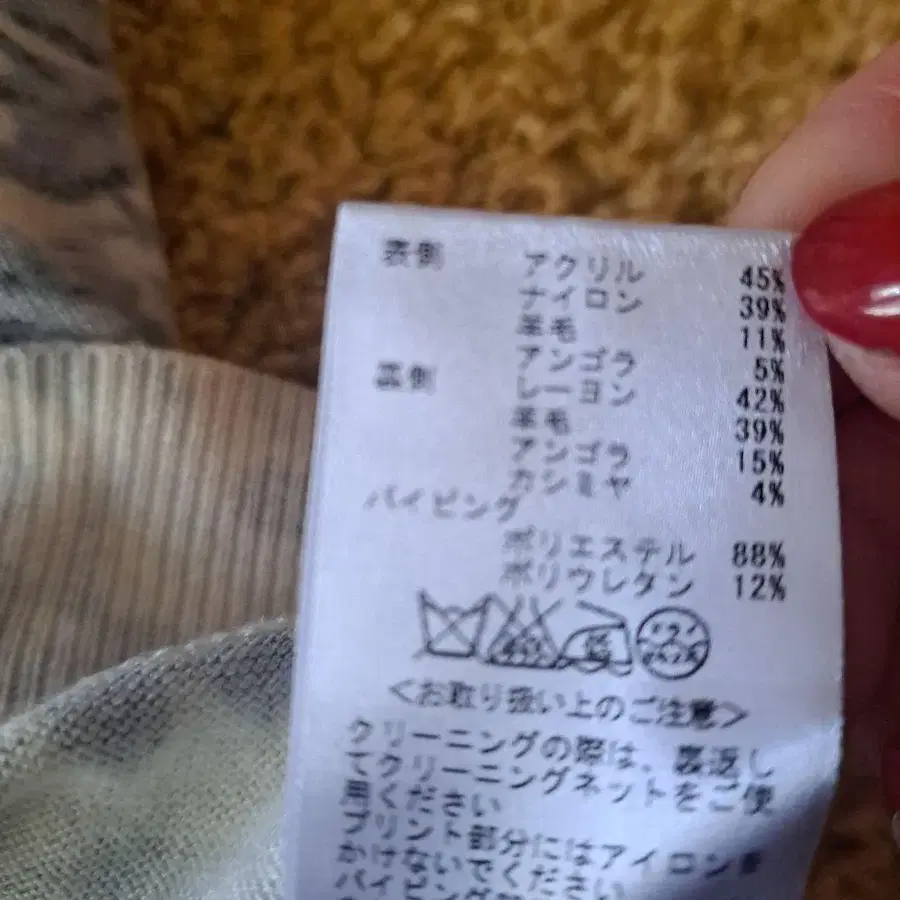 表側 アクリル 45%
ナイロン 39%
羊毛 11%
アンゴラ 5%
裏側 レーヨン 42%
羊毛 39%
アンゴラ 15%
カシミヤ 4%
パイピング
ポリエステル 88%
ポリウレタン 12%
<お取り扱い上のご注意>
クリーニングの際は、裏返し
てクリーニングネットをご使
用ください
プリント部分にはアイロンを
かけないでください
パイピング